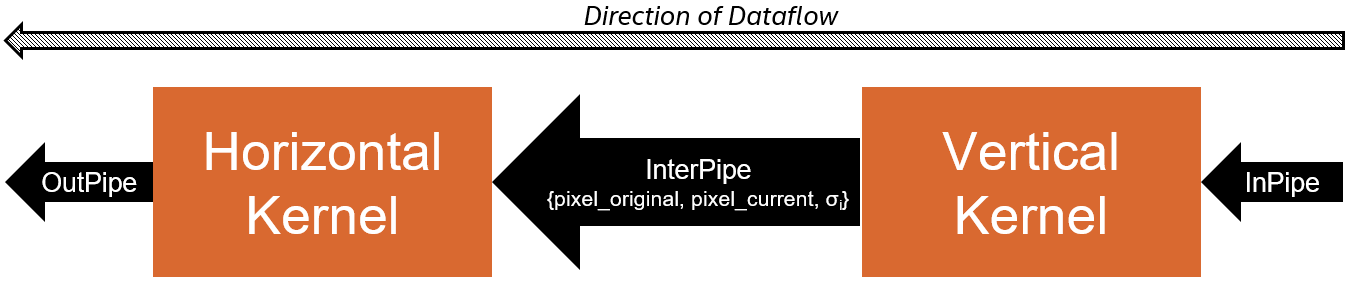 Direction of Dataflow
OutPipe
Horizontal
Kernel
InterPipe
{pixel_original, pixel_current, σᵢ}
Vertical
Kernel
InPipe